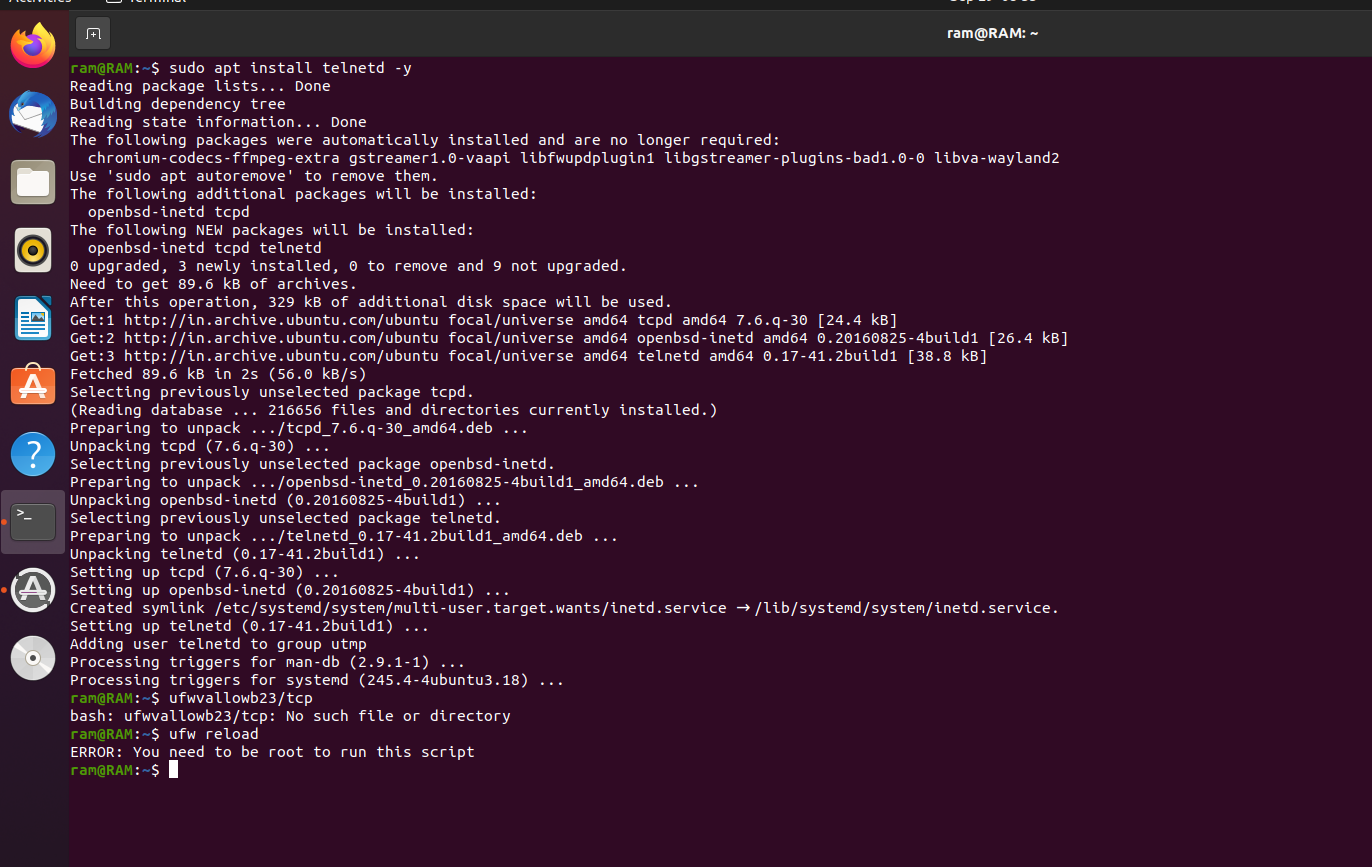 Activities
Terminal
ram@RAM: ~
ram@RAM:~$ sudo apt install telnetd -y
Reading package lists... Done
Building dependency tree
Reading state information... Done
The following packages were automatically installed and are no longer required:
  chromium-codecs-ffmpeg-extra gstreamer1.0-vaapi libfwupdplugin1 libgstreamer-plugins-bad1.0-0 libva-wayland2
Use 'sudo apt autoremove' to remove them.
The following additional packages will be installed:
  openbsd-inetd tcpd
The following NEW packages will be installed:
  openbsd-inetd tcpd telnetd
0 upgraded, 3 newly installed, 0 to remove and 9 not upgraded.
Need to get 89.6 kB of archives.
After this operation, 329 kB of additional disk space will be used.
Get:1 http://in.archive.ubuntu.com/ubuntu focal/universe amd64 tcpd amd64 7.6.q-30 [24.4 kB]
Get:2 http://in.archive.ubuntu.com/ubuntu focal/universe amd64 openbsd-inetd amd64 0.20160825-4build1 [26.4 kB]
Get:3 http://in.archive.ubuntu.com/ubuntu focal/universe amd64 telnetd amd64 0.17-41.2build1 [38.8 kB]
Fetched 89.6 kB in 2s (56.0 kB/s)
Selecting previously unselected package tcpd.
(Reading database ... 216656 files and directories currently installed.)
Preparing to unpack .../tcpd_7.6.q-30_amd64.deb ...
Unpacking tcpd (7.6.q-30) ...
Selecting previously unselected package openbsd-inetd.
Preparing to unpack .../openbsd-inetd_0.20160825-4build1_amd64.deb ...
Unpacking openbsd-inetd (0.20160825-4build1) ...
Selecting previously unselected package telnetd.
Preparing to unpack .../telnetd_0.17-41.2build1_amd64.deb ...
Unpacking telnetd (0.17-41.2build1) ...
Setting up tcpd (7.6.q-30) ...
Setting up openbsd-inetd (0.20160825-4build1) ...
Created symlink /etc/systemd/system/multi-user.target.wants/inetd.service → /lib/systemd/system/inetd.service.
Setting up telnetd (0.17-41.2build1) ...
Adding user telnetd to group utmp
Processing triggers for man-db (2.9.1-1) ...
Processing triggers for systemd (245.4-4ubuntu3.18) ...
ram@RAM:~$ ufwvallowb23/tcp
bash: ufwvallowb23/tcp: No such file or directory
ram@RAM:~$ ufw reload
ERROR: You need to be root to run this script
ram@RAM:~$